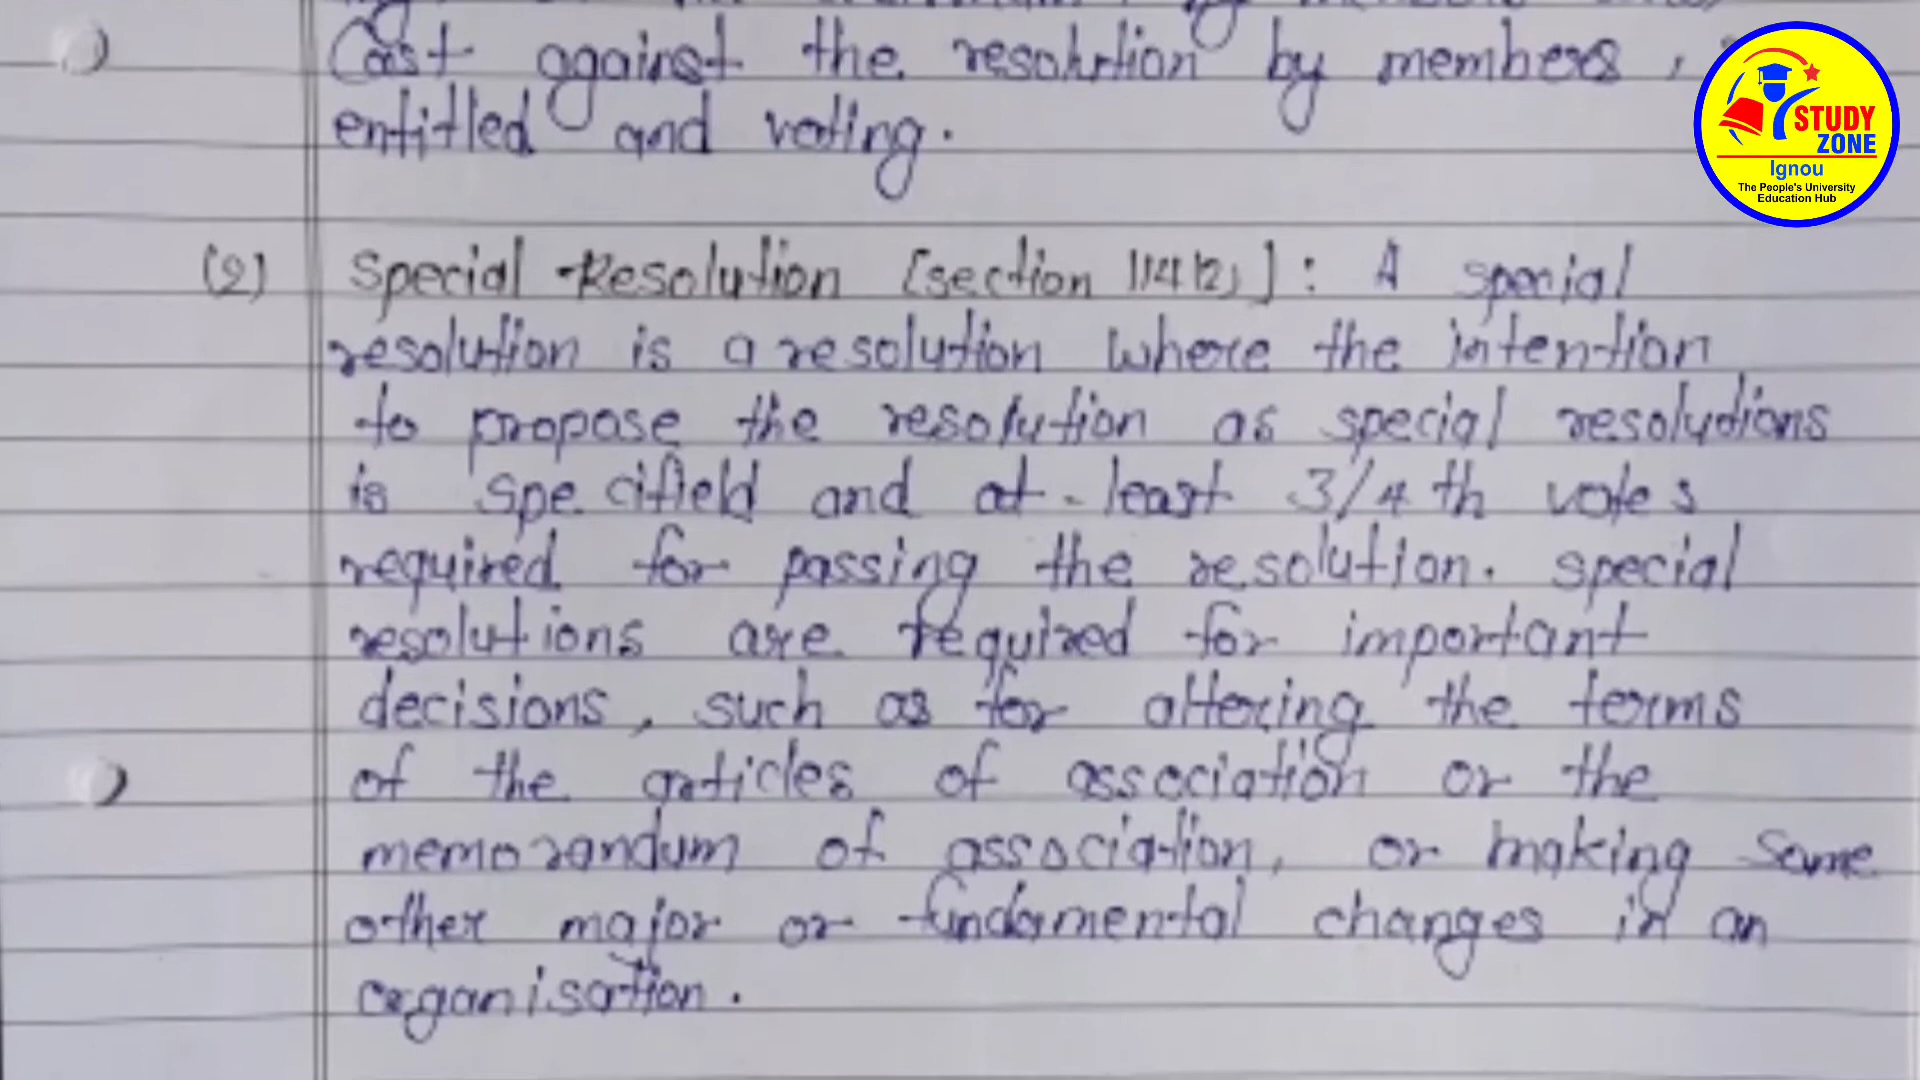 Cast against the resolution by members,
entitled and voting.
(2) Special Resolution [section 114(2)]: A special
resolution is a resolution where the intention
to propose the resolution as special resolutions
is specifield and at-least 3/4th votes
required for passing the resolution. special
resolutions are required for important
decisions, such as for altering the terms
of the articles of association or the
memorandum of association, or making some
other major or fundamental changes in an
organisation.
STUDY
ZONE
Ignou
The People's University
Education Hub